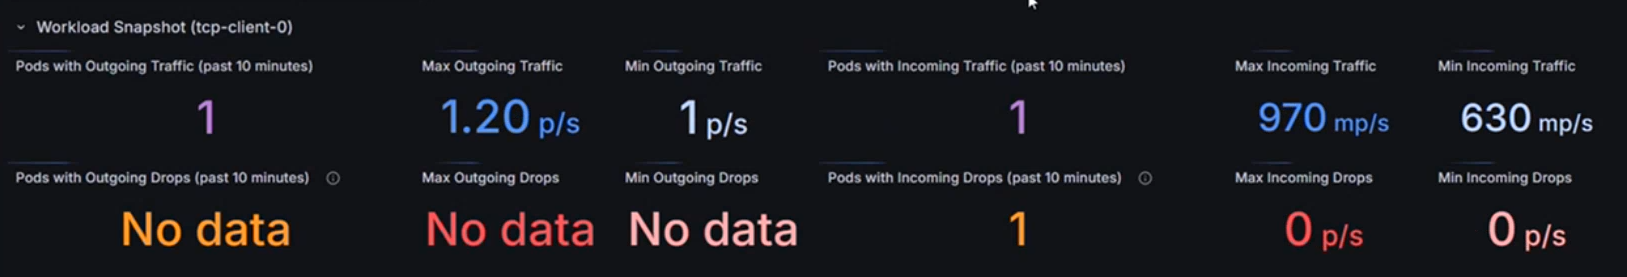 Workload Snapshot (tcp-client-0)
Pods with Outgoing Traffic (past 10 minutes)
1
Max Outgoing Traffic
1.20 p/s
Min Outgoing Traffic
1 p/s
Pods with Incoming Traffic (past 10 minutes)
1
Max Incoming Traffic
970 mp/s
Min Incoming Traffic
630 mp/s
Pods with Outgoing Drops (past 10 minutes)
No data
Max Outgoing Drops
No data
Min Outgoing Drops
No data
Pods with Incoming Drops (past 10 minutes)
1
Max Incoming Drops
0 p/s
Min Incoming Drops
0 p/s